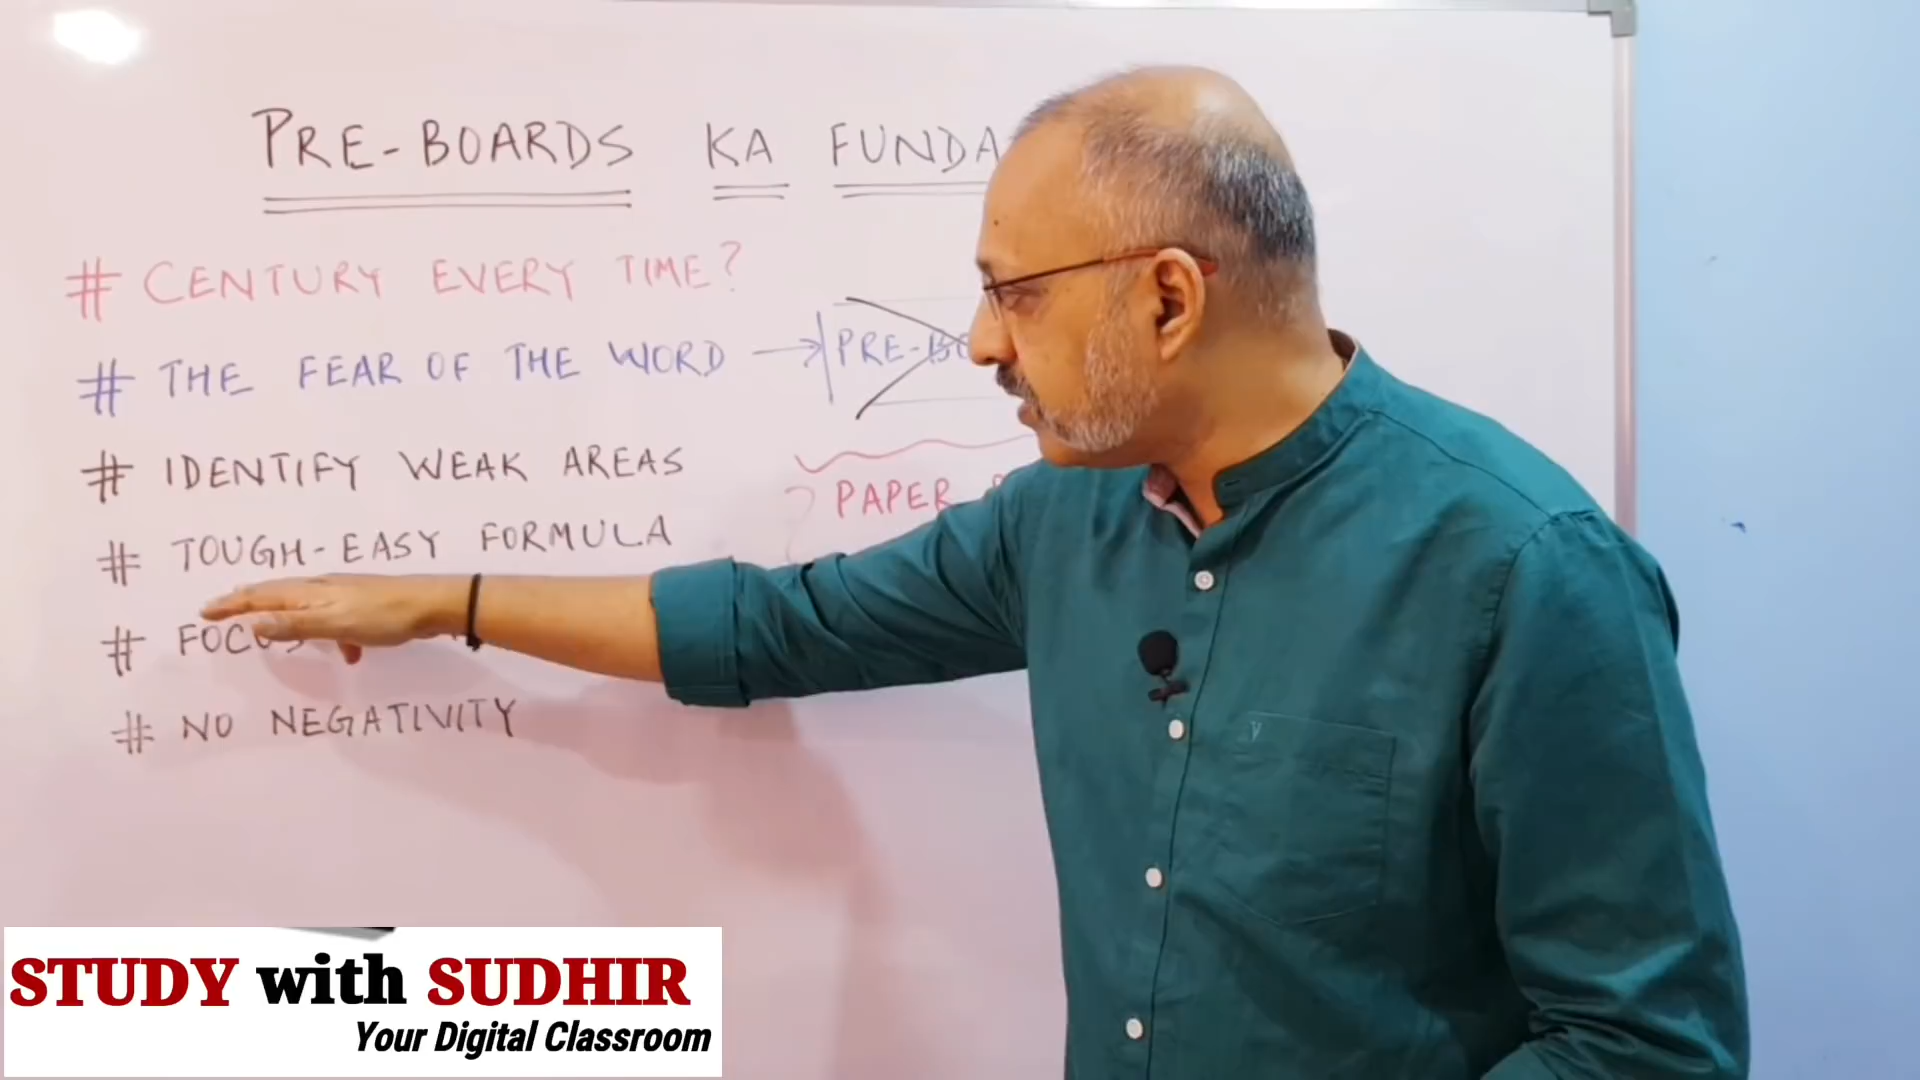 PRE-BOARDS KA FUNDA
# CENTURY EVERY TIME?
# THE FEAR OF THE WORD → PRE-BO
# IDENTIFY WEAK AREAS
PAPER
# TOUGH-EASY FORMULA
# FOCUS
# NO NEGATIVITY
STUDY with SUDHIR
Your Digital Classroom